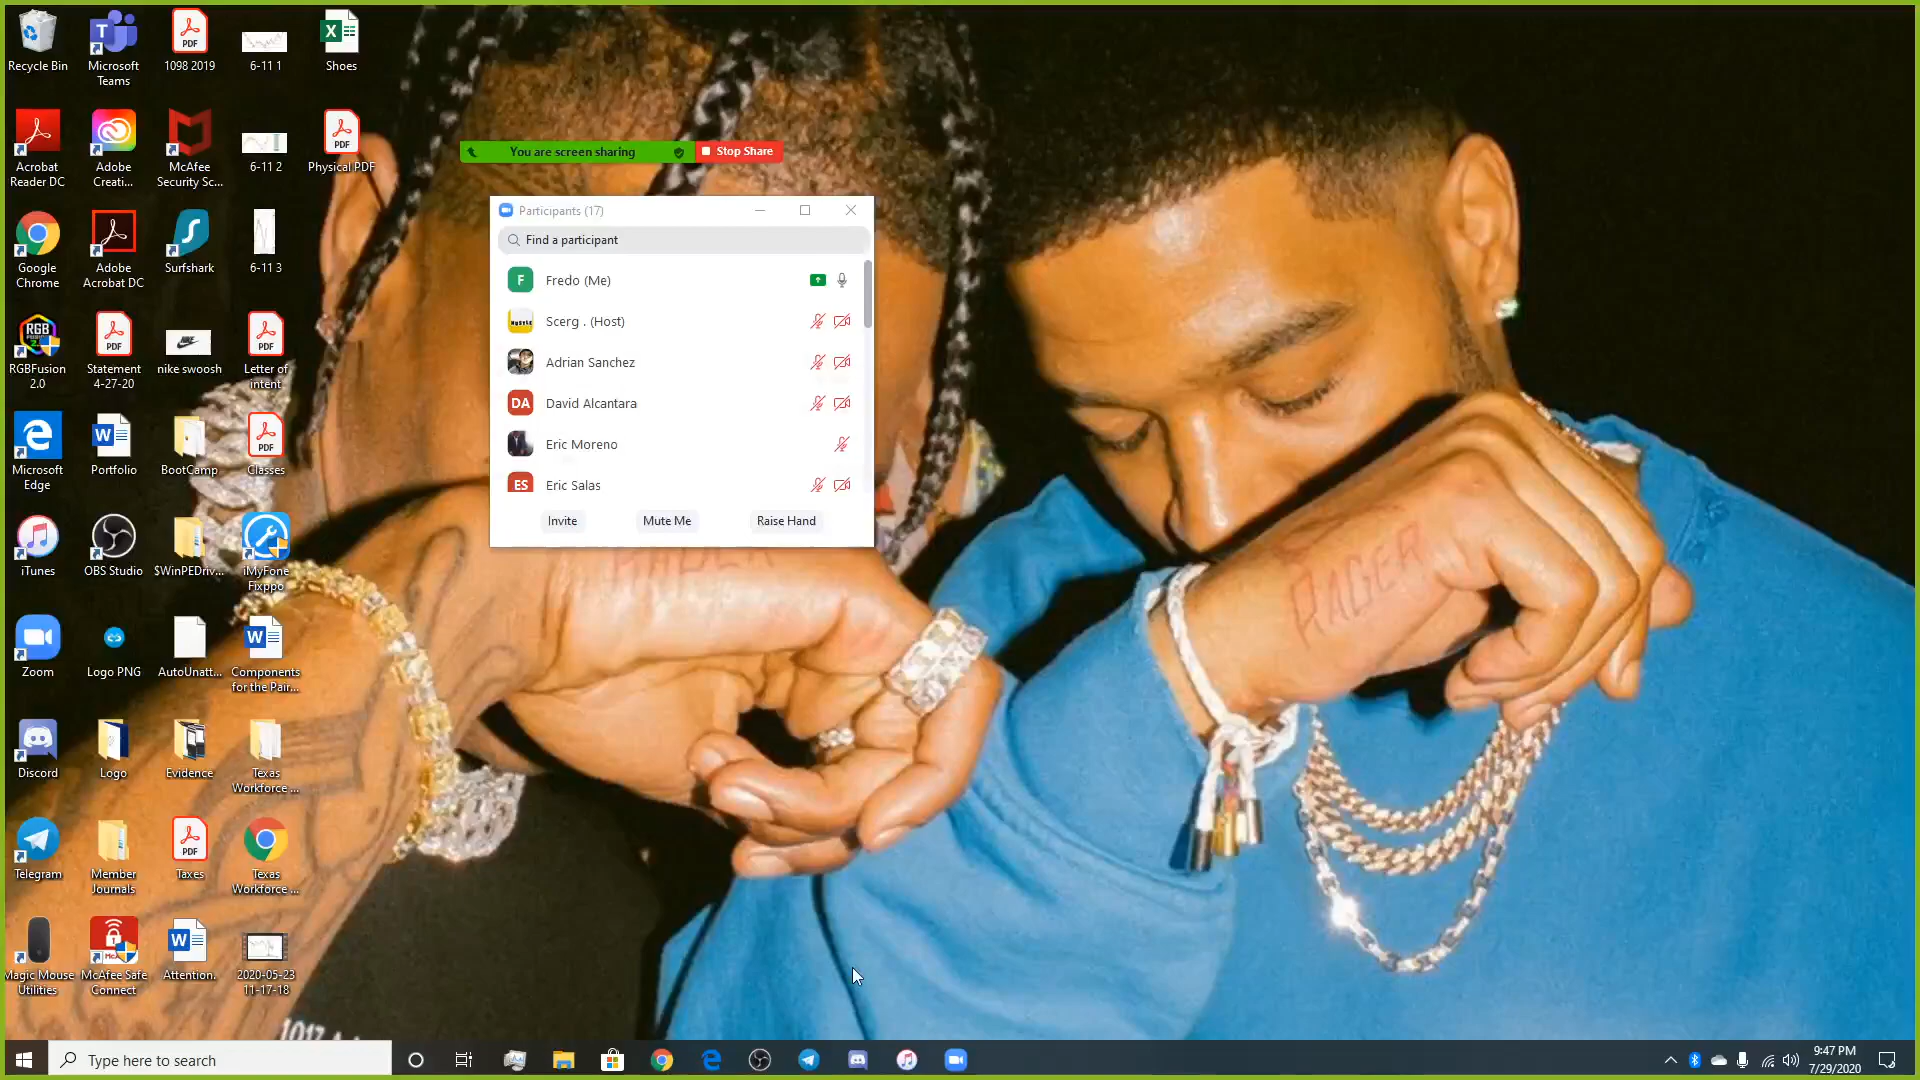 Recycle Bin
Microsoft
Teams
1098 2019
6-11 1
Shoes
Acrobat
Reader DC
Adobe
Creati...
McAfee
Security Sc...
6-11 2
Physical PDF
Google
Chrome
Adobe
Acrobat DC
Surfshark
6-11 3
RGBFusion
2.0
Statement
4-27-20
nike swoosh
Letter of
intent
Microsoft
Edge
Portfolio
BootCamp
Classes
iTunes
OBS Studio
$WinPEDriv...
iMyFone
Fixppo
Zoom
Logo PNG
AutoUnatt...
Components
for the Pair...
Discord
Logo
Evidence
Texas
Workforce ...
Telegram
Member
Journals
Taxes
Texas
Workforce ...
Magic Mouse
Utilities
McAfee Safe
Connect
Attention.
2020-05-23
11-17-18
You are screen sharing
Stop Share
Participants (17)
Find a participant
F
Fredo (Me)
HUSTLE
Scerg . (Host)
Adrian Sanchez
DA
David Alcantara
Eric Moreno
ES
Eric Salas
Invite
Mute Me
Raise Hand
RAGER
Type here to search
9:47 PM
7/29/2020